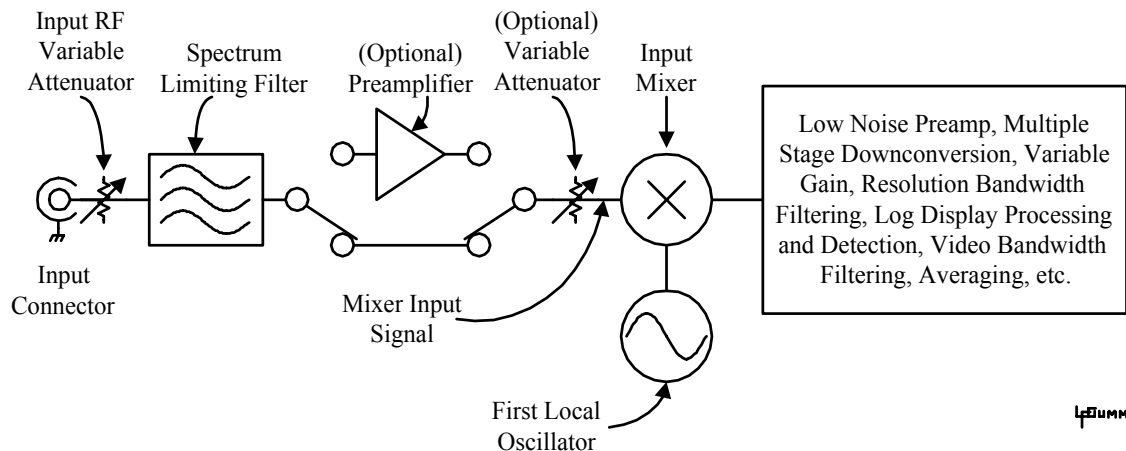 Input RF
Variable
Attenuator
Spectrum
Limiting Filter
(Optional)
Preamplifier
(Optional)
Variable
Attenuator
Input
Mixer
Low Noise Preamp, Multiple
Stage Downconversion, Variable
Gain, Resolution Bandwidth
Filtering, Log Display Processing
and Detection, Video Bandwidth
Filtering, Averaging, etc.
Input
Connector
Mixer Input
Signal
First Local
Oscillator